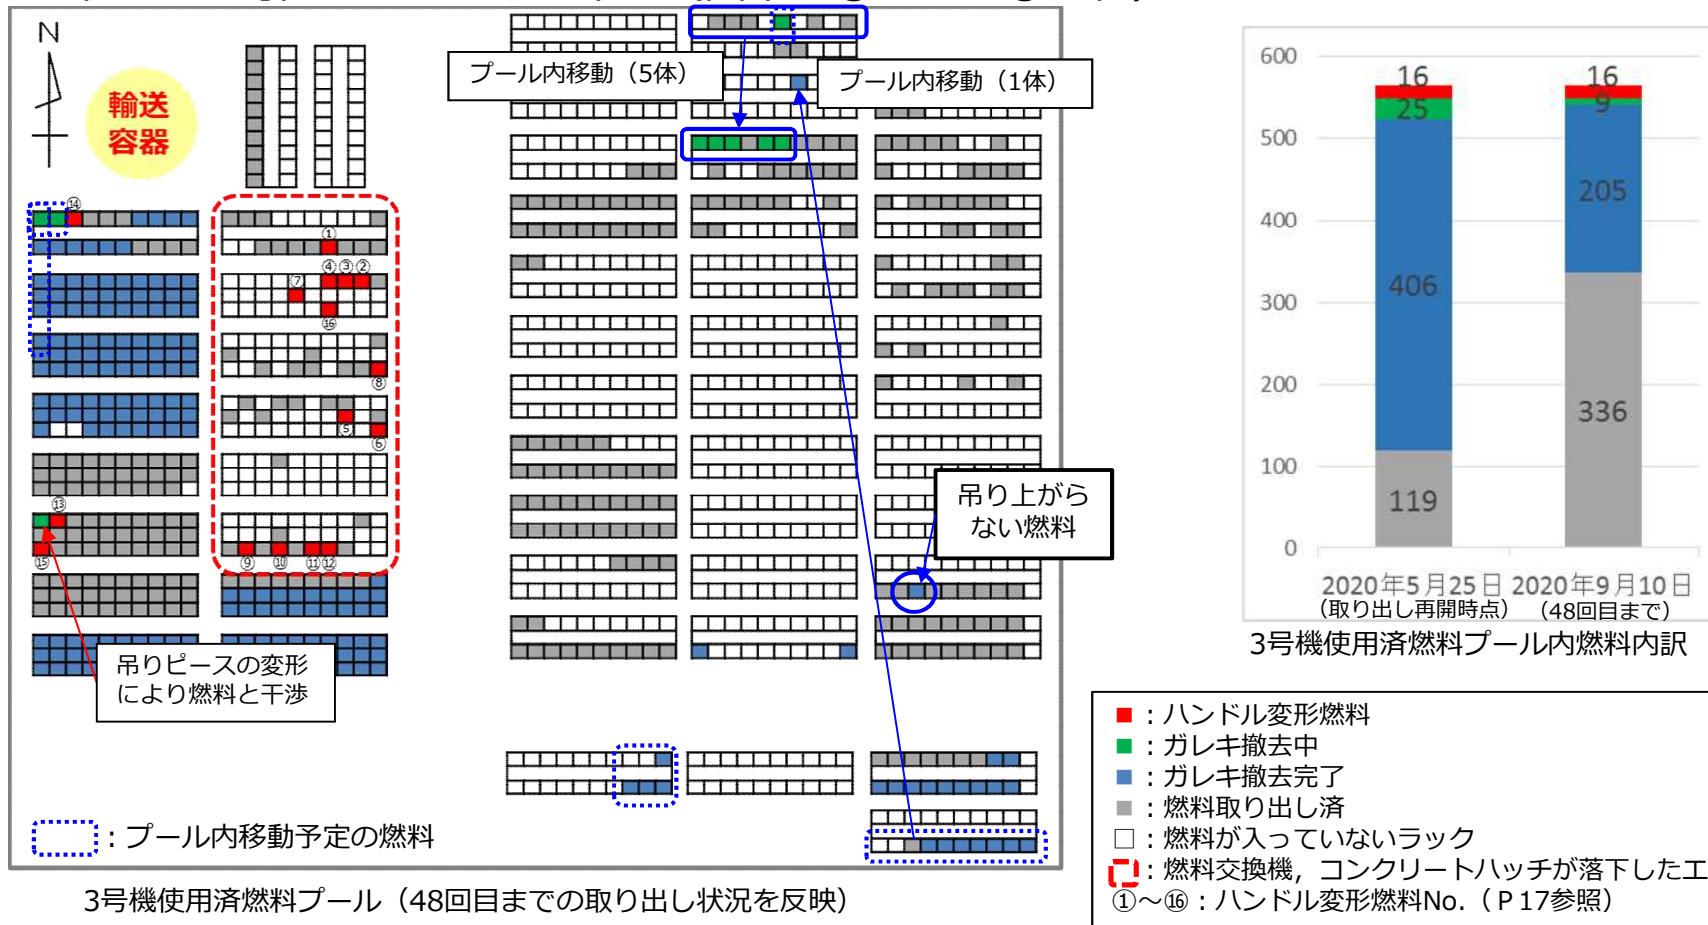 N
輸送
容器
プール内移動（5体）
プール内移動（1体）
⑭
①
④③②
⑦
⑯
⑧
⑤
⑥
⑬
⑮
⑨
⑩
⑪⑫
吊り上がら
ない燃料
吊りピースの変形
により燃料と干渉
：プール内移動予定の燃料
3号機使用済燃料プール（48回目までの取り出し状況を反映）
600
500
400
300
200
100
0
16
25
406
119
16
9
205
336
2020年5月25日
2020年9月10日
（取り出し再開時点）
（48回目まで）
3号機使用済燃料プール内燃料内訳
■：ハンドル変形燃料
■：ガレキ撤去中
■：ガレキ撤去完了
■：燃料取り出し済
□：燃料が入っていないラック
：燃料交換機，コンクリートハッチが落下したエ
①～⑯：ハンドル変形燃料No.（Ｐ17参照）